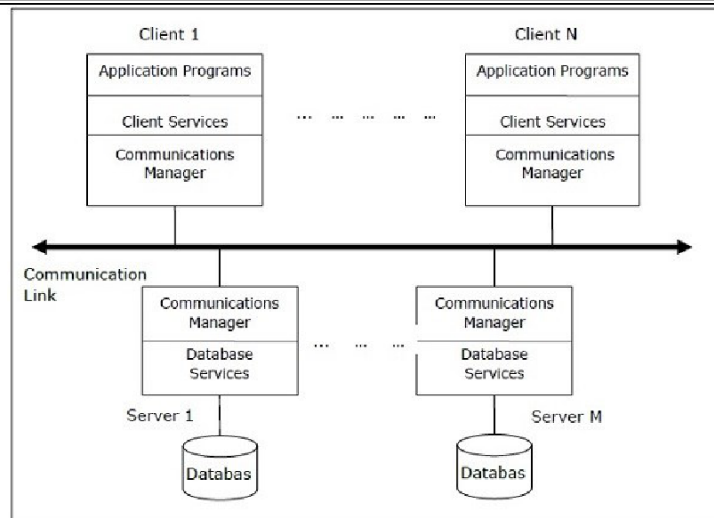 Client 1
Client N
Application Programs
Application Programs
Client Services
... ... ... ... ...
Client Services
Communications
Manager
Communications
Manager
Communication
Link
Communications
Manager
Communications
Manager
... ... ...
Database
Services
Database
Services
Server 1
Server M
Databas
Databas